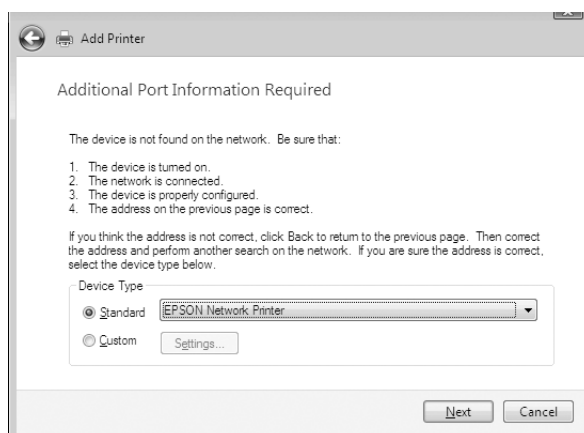 Add Printer
Additional Port Information Required
The device is not found on the network. Be sure that:
1. The device is turned on.
2. The network is connected.
3. The device is properly configured.
4. The address on the previous page is correct.
If you think the address is not correct, click Back to return to the previous page. Then correct
the address and perform another search on the network. If you are sure the address is correct,
select the device type below.
Device Type
Standard
EPSON Network Printer
Custom
Settings...
Next
Cancel